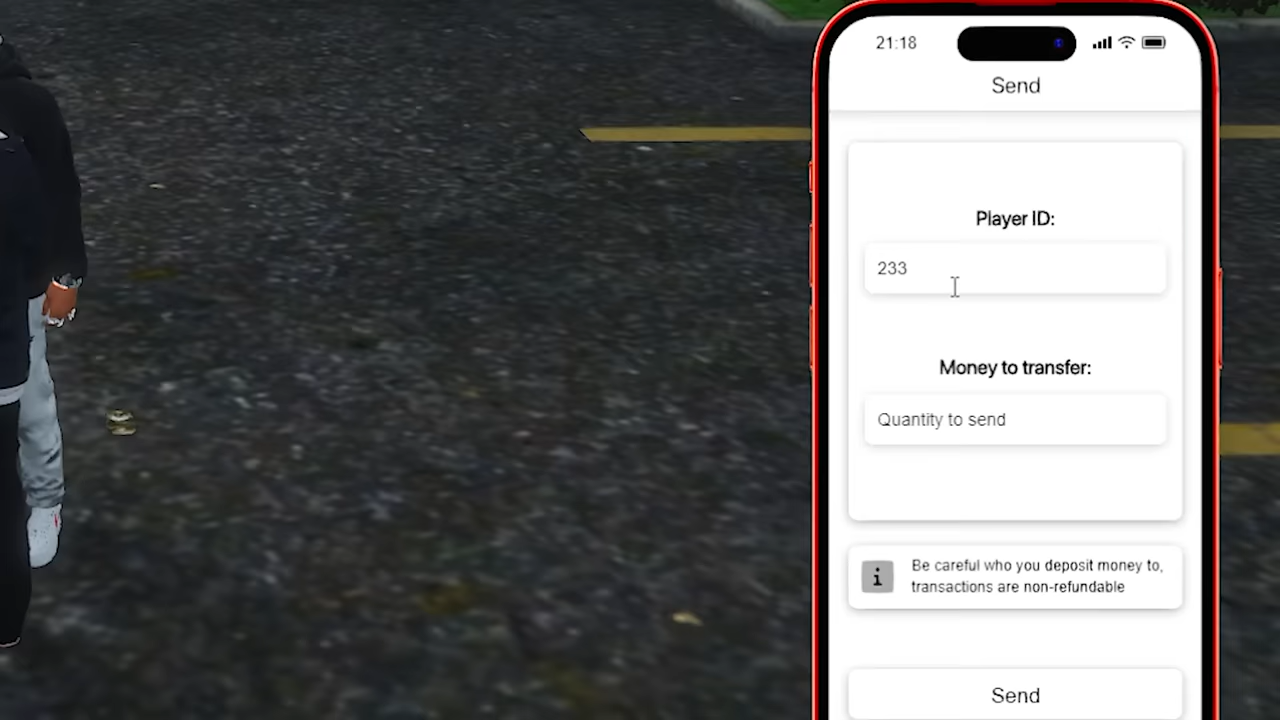 21:18
Send
Player ID:
233
Money to transfer:
Quantity to send
Be careful who you deposit money to,
transactions are non-refundable
Send